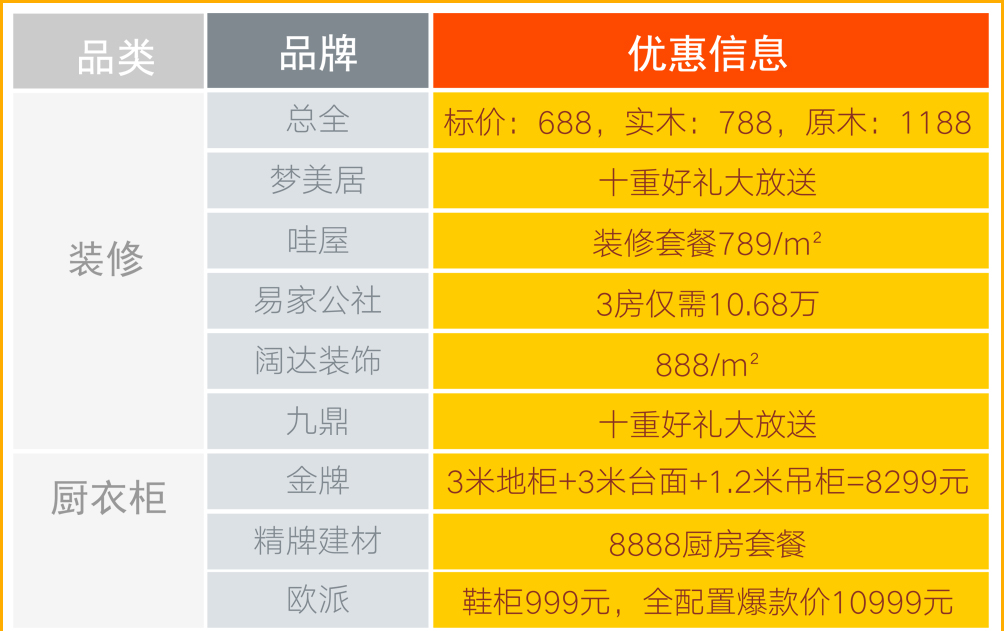 品类 品牌 优惠信息
总全 标价：688，实木：788，原木：1188
梦美居 十重好礼大放送
哇屋 装修套餐789/m²
装修
易家公社 3房仅需10.68万
阔达装饰 888/m²
九鼎 十重好礼大放送
金牌 3米地柜+3米台面+1.2米吊柜=8299元
厨衣柜
精牌建材 8888厨房套餐
欧派 鞋柜999元，全配置爆款价10999元